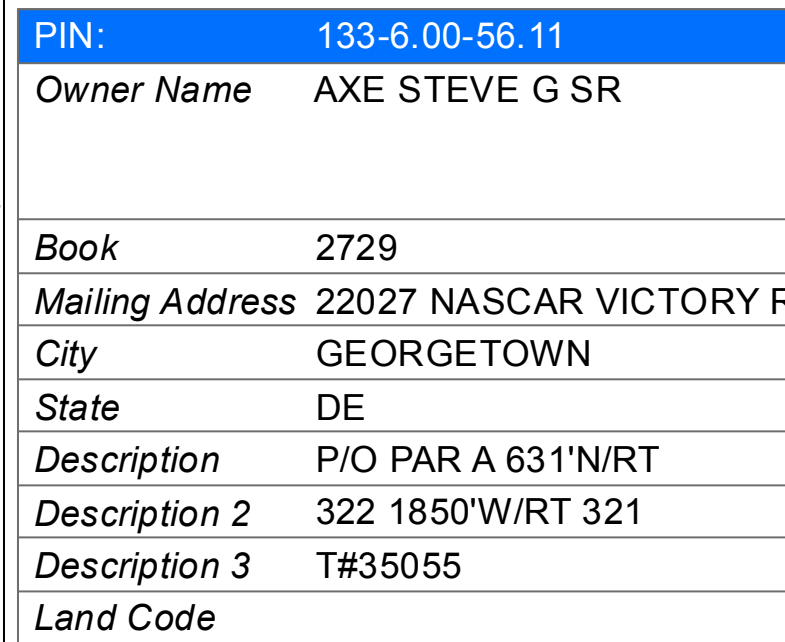 PIN: 133-6.00-56.11
Owner Name AXE STEVE G SR
Book 2729
Mailing Address 22027 NASCAR VICTORY
City GEORGETOWN
State DE
Description P/O PAR A 631'N/RT
Description 2 322 1850'W/RT 321
Description 3 T#35055
Land Code